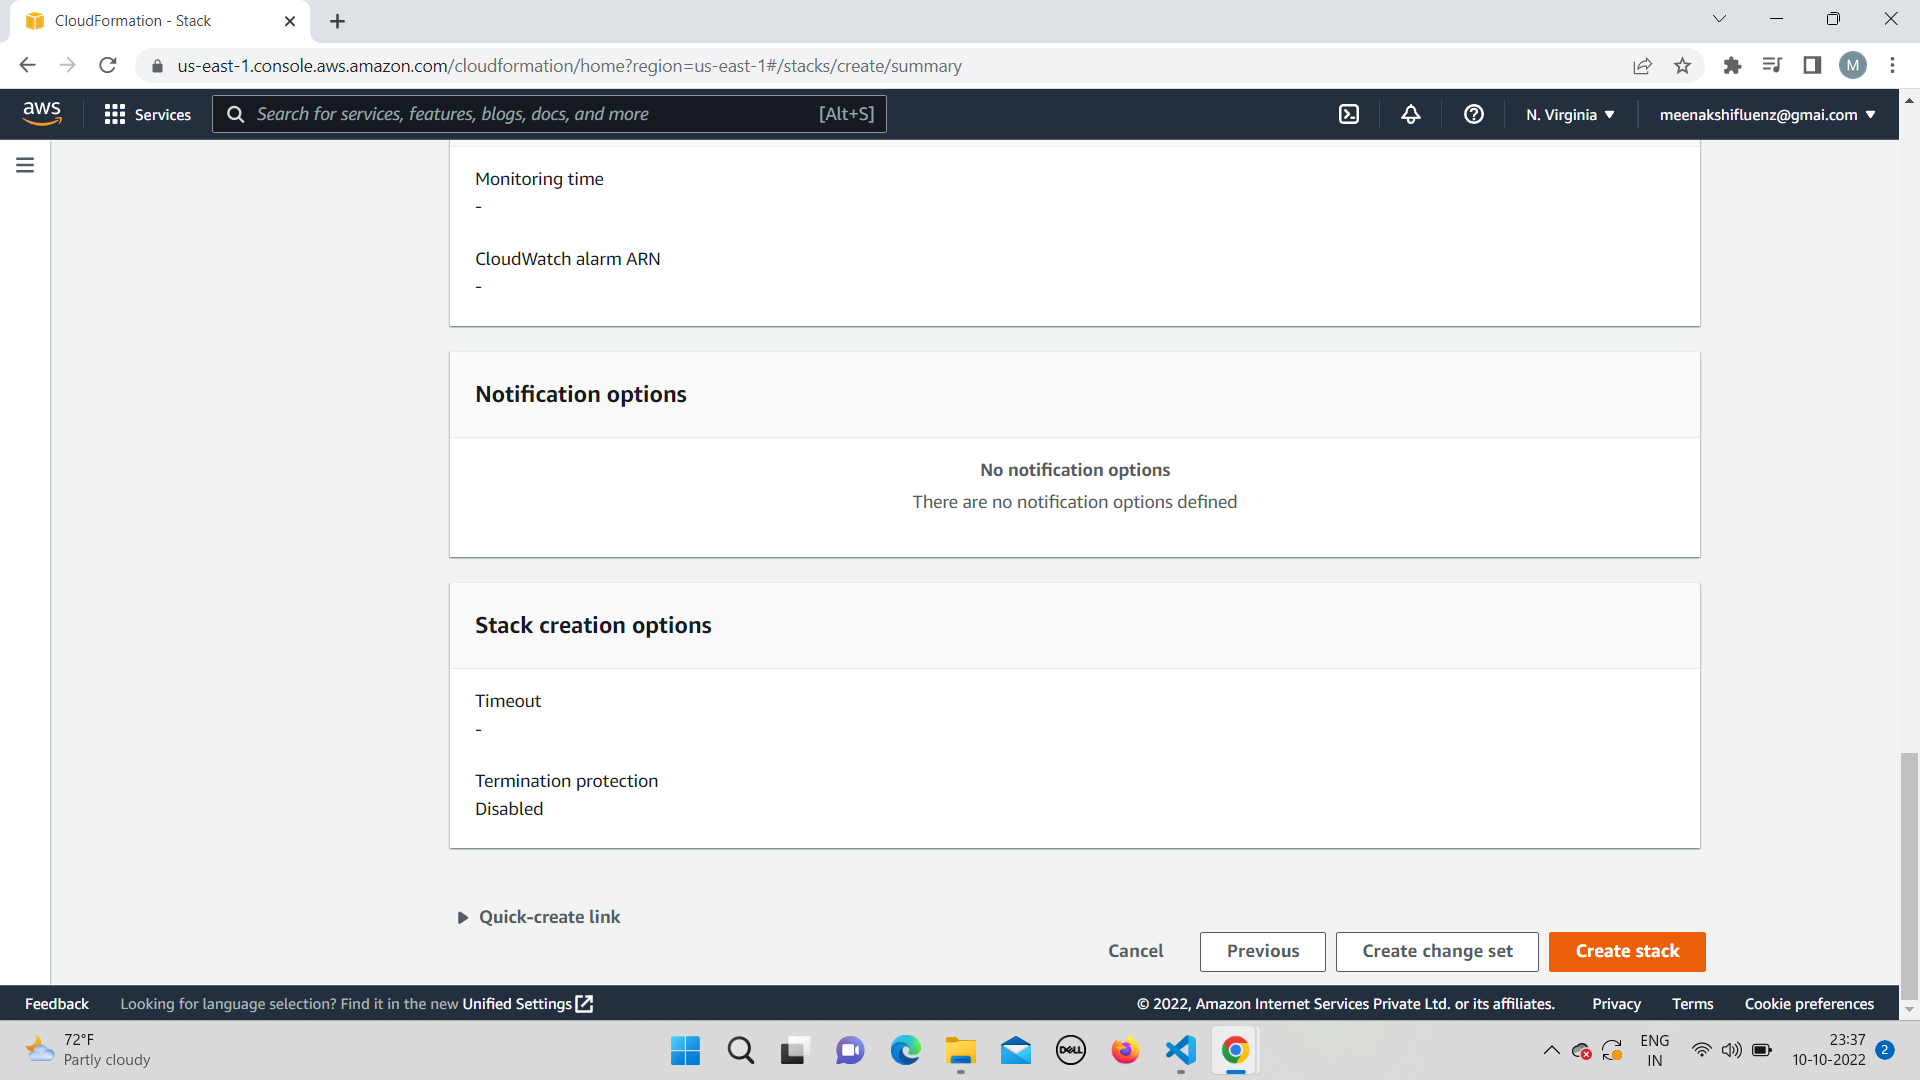 CloudFormation - Stack
us-east-1.console.aws.amazon.com/cloudformation/home?region=us-east-1#/stacks/create/summary
M
aws
Services
Search for services, features, blogs, docs, and more
[Alt+S]
N. Virginia
meenakshifluenz@gmai.com
Monitoring time
-
CloudWatch alarm ARN
-
Notification options
No notification options
There are no notification options defined
Stack creation options
Timeout
-
Termination protection
Disabled
Quick-create link
Cancel
Previous
Create change set
Create stack
Feedback
Looking for language selection? Find it in the new Unified Settings
© 2022, Amazon Internet Services Private Ltd. or its affiliates.
Privacy
Terms
Cookie preferences
72°F
Partly cloudy
DELL
ENG
IN
23:37
10-10-2022
2